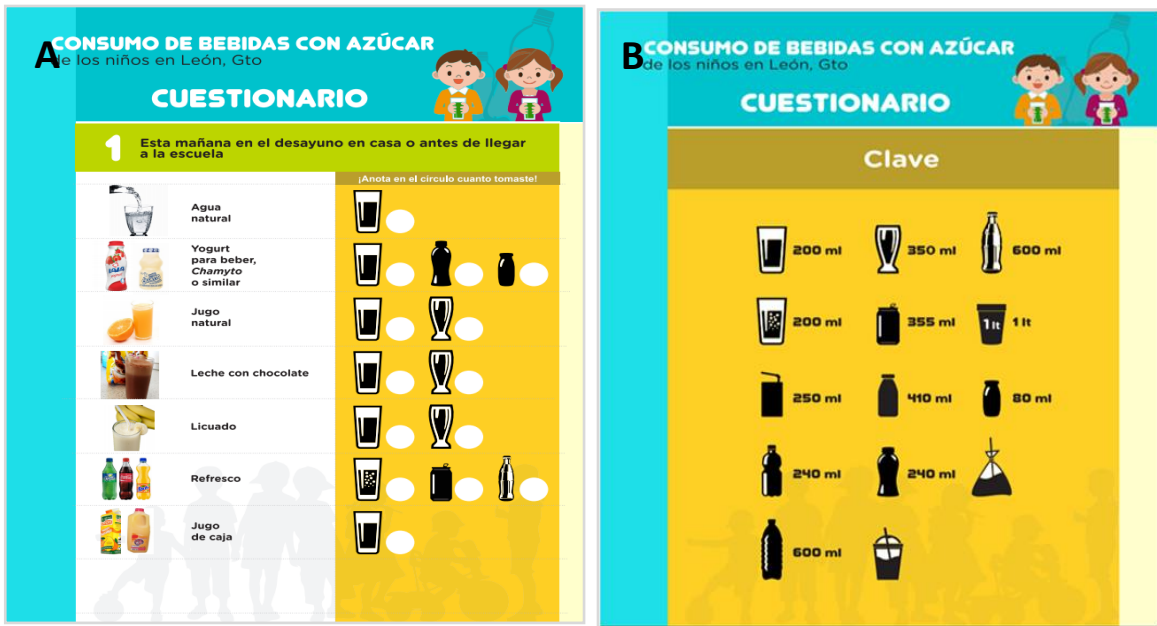 A
CONSUMO DE BEBIDAS CON AZÚCAR
de los niños en León, Gto
CUESTIONARIO
1
Esta mañana en el desayuno en casa o antes de llegar
a la escuela
¡Anota en el círculo cuanto tomaste!
Agua
natural
Yogurt
para beber,
Chamyto
o similar
Jugo
natural
Leche con chocolate
Licuado
Refresco
Jugo
de caja
B
CONSUMO DE BEBIDAS CON AZÚCAR
de los niños en León, Gto
CUESTIONARIO
Clave
200 ml 350 ml 600 ml
200 ml 355 ml 1 lt 1 lt
250 ml 410 ml 80 ml
240 ml 240 ml
600 ml